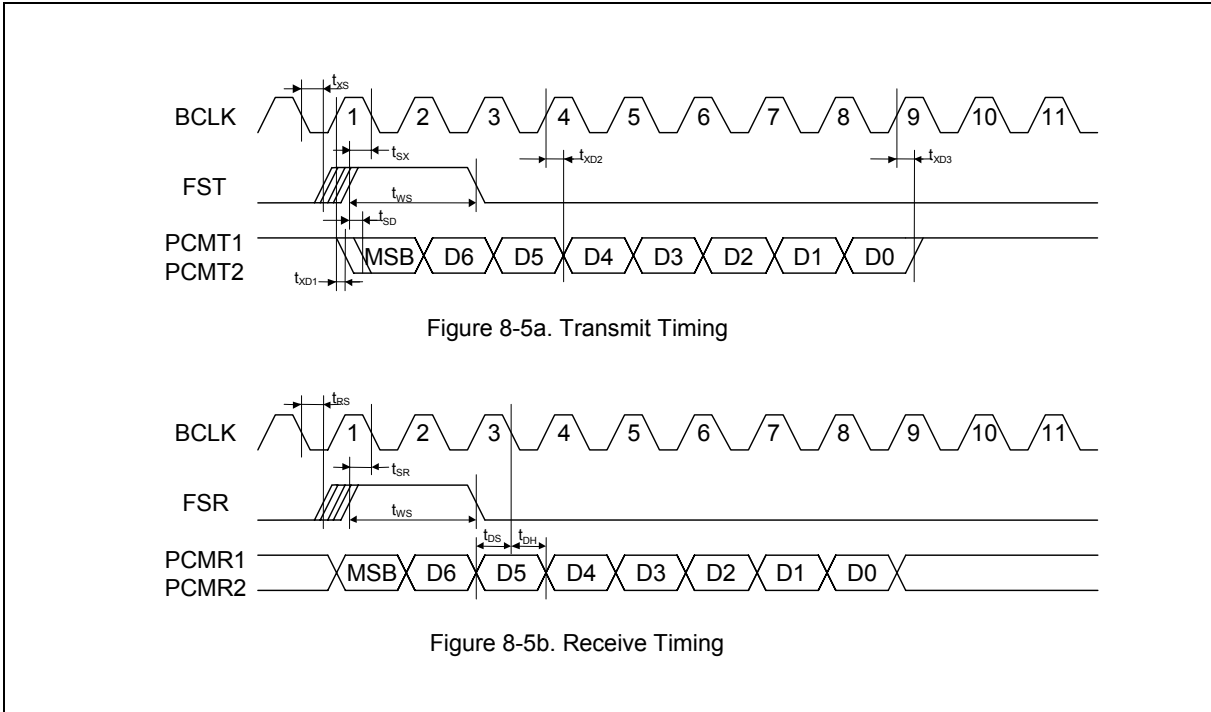 tXS
BCLK 1 2 3 4 5 6 7 8 9 10 11
tSX tXD2 tXD3
FST
tWS
tSD
PCMT1
MSB D6 D5 D4 D3 D2 D1 D0
PCMT2
tXD1
Figure 8-5a. Transmit Timing
tRS
BCLK 1 2 3 4 5 6 7 8 9 10 11
tSR
FSR
tWS
tDS tDH
PCMR1
MSB D6 D5 D4 D3 D2 D1 D0
PCMR2
Figure 8-5b. Receive Timing